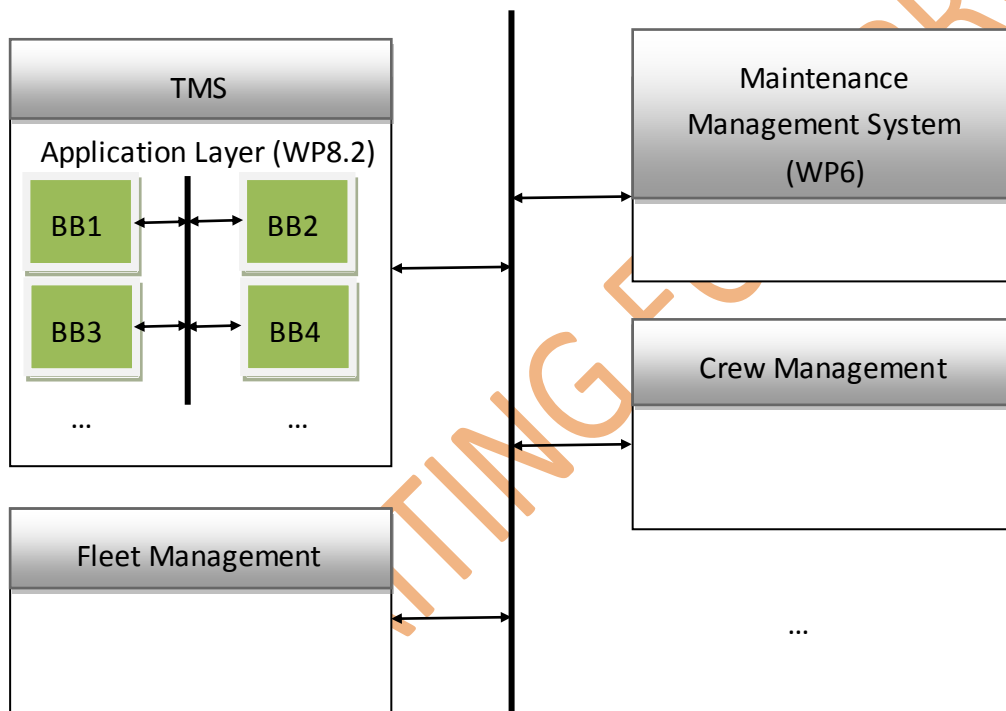 TMS
Application Layer (WP8.2)
BB1
BB2
BB3
BB4
...
...
Fleet Management
Maintenance
Management System
(WP6)
Crew Management
...